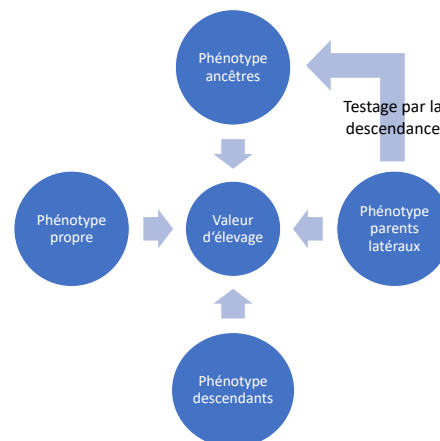 Phénotype
ancêtres
Testage par la
descendance
Phénotype
propre
Valeur
d'élevage
Phénotype
parents
latéraux
Phénotype
descendants